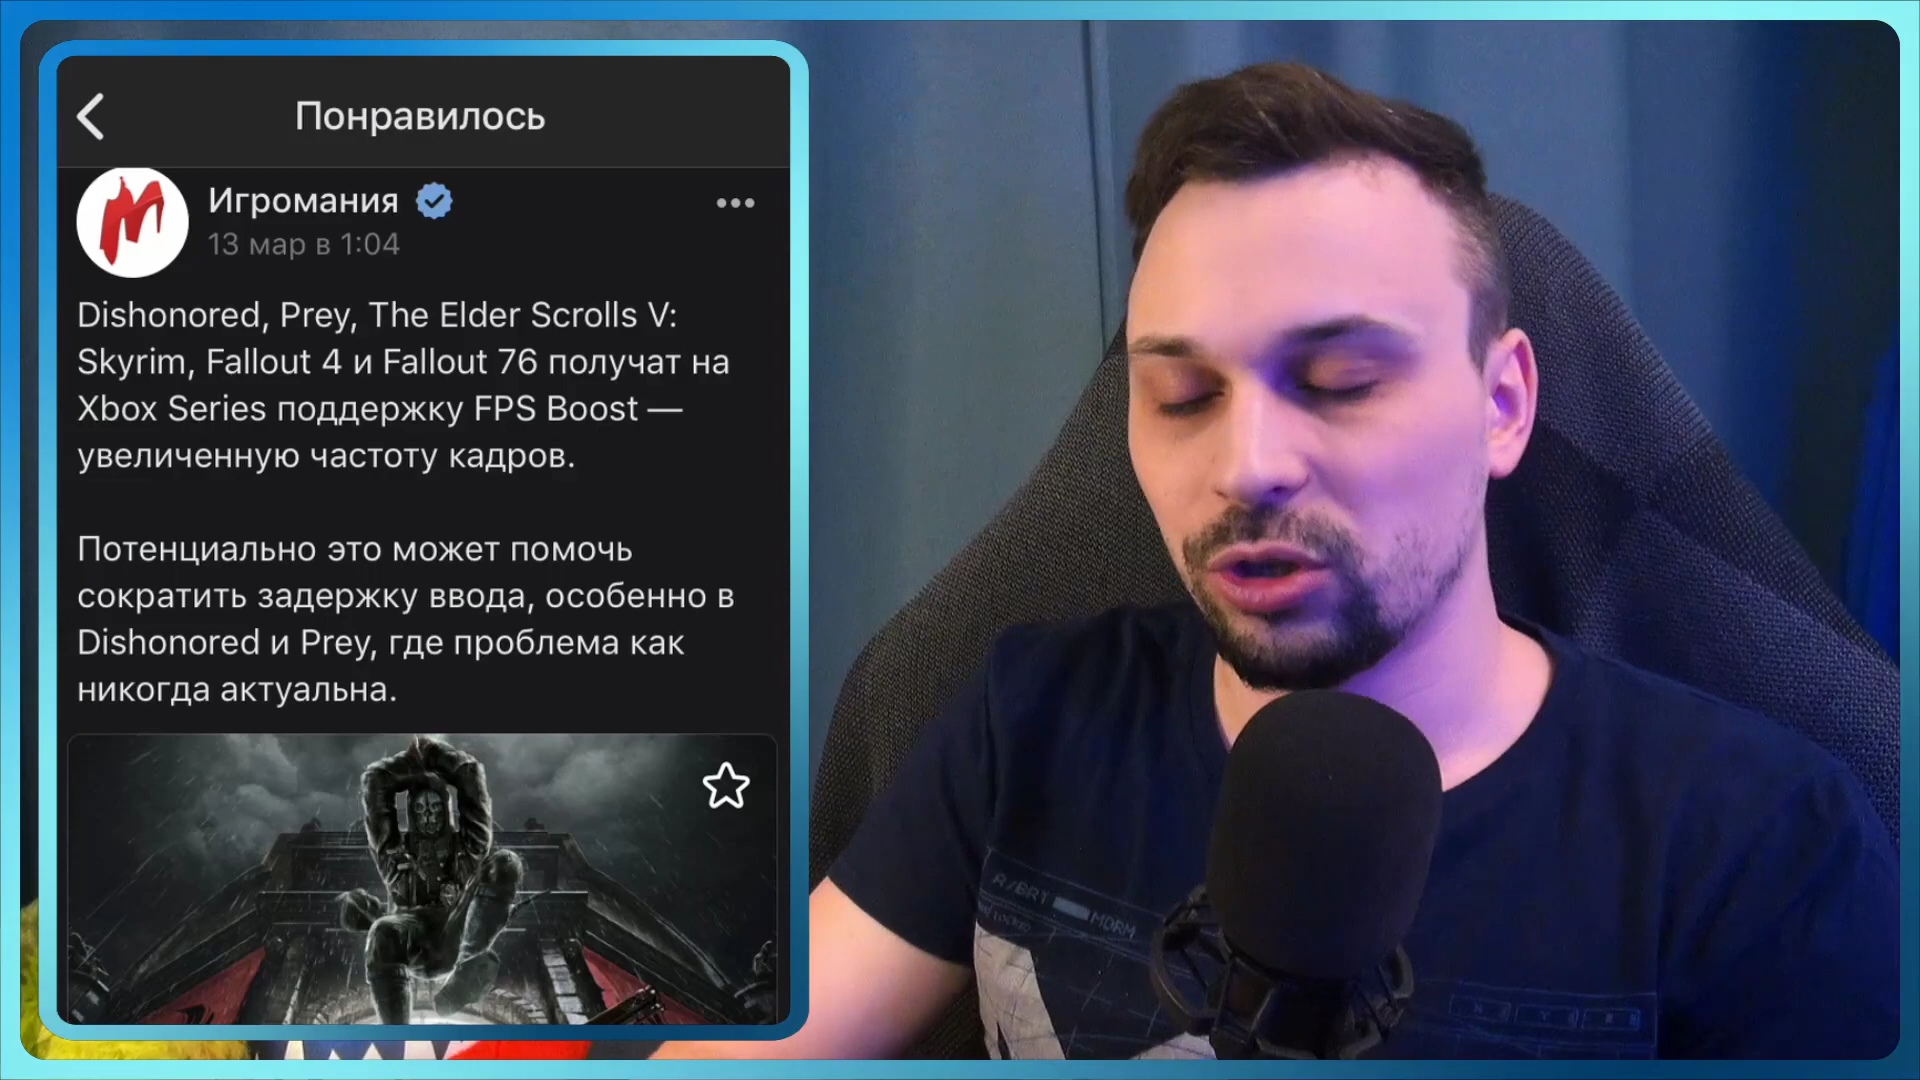 Понравилось
Игромания
13 мар в 1:04
Dishonored, Prey, The Elder Scrolls V:
Skyrim, Fallout 4 и Fallout 76 получат на
Xbox Series поддержку FPS Boost —
увеличенную частоту кадров.
Потенциально это может помочь
сократить задержку ввода, особенно в
Dishonored и Prey, где проблема как
никогда актуальна.